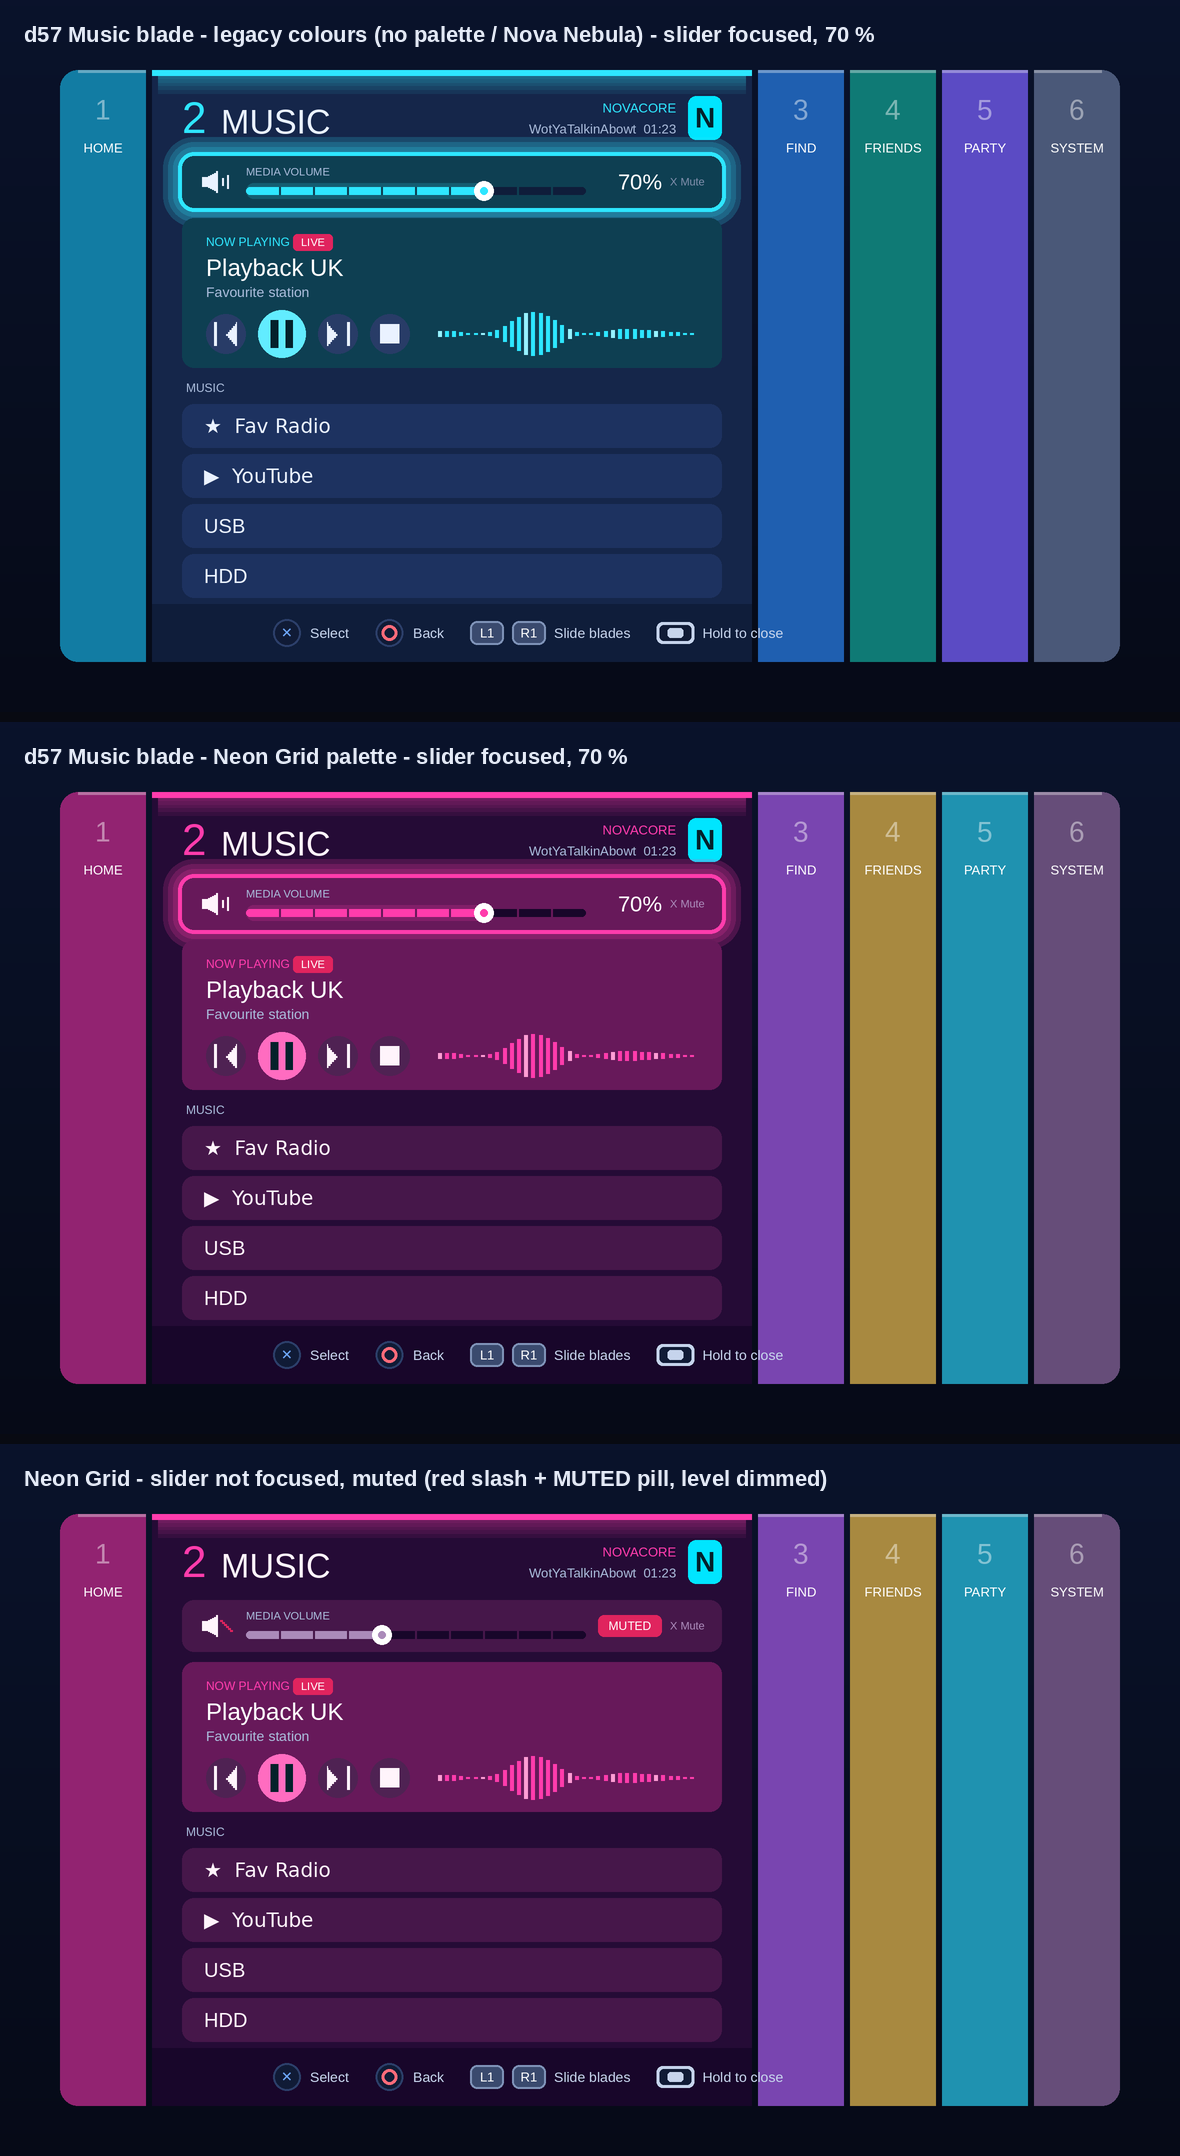 d57 Music blade - legacy colours (no palette / Nova Nebula) - slider focused, 70 %
1
HOME
2 MUSIC
NOVACORE
WotYaTalkinAbowt 01:23
N
3
FIND
4
FRIENDS
5
PARTY
6
SYSTEM
MEDIA VOLUME
70% X Mute
NOW PLAYING LIVE
Playback UK
Favourite station
MUSIC
★ Fav Radio
▶ YouTube
USB
HDD
✕ Select Back L1 R1 Slide blades Hold to close
d57 Music blade - Neon Grid palette - slider focused, 70 %
1
HOME
2 MUSIC
NOVACORE
WotYaTalkinAbowt 01:23
N
3
FIND
4
FRIENDS
5
PARTY
6
SYSTEM
MEDIA VOLUME
70% X Mute
NOW PLAYING LIVE
Playback UK
Favourite station
MUSIC
★ Fav Radio
▶ YouTube
USB
HDD
✕ Select Back L1 R1 Slide blades Hold to close
Neon Grid - slider not focused, muted (red slash + MUTED pill, level dimmed)
1
HOME
2 MUSIC
NOVACORE
WotYaTalkinAbowt 01:23
N
3
FIND
4
FRIENDS
5
PARTY
6
SYSTEM
MEDIA VOLUME
MUTED X Mute
NOW PLAYING LIVE
Playback UK
Favourite station
MUSIC
★ Fav Radio
▶ YouTube
USB
HDD
✕ Select Back L1 R1 Slide blades Hold to close